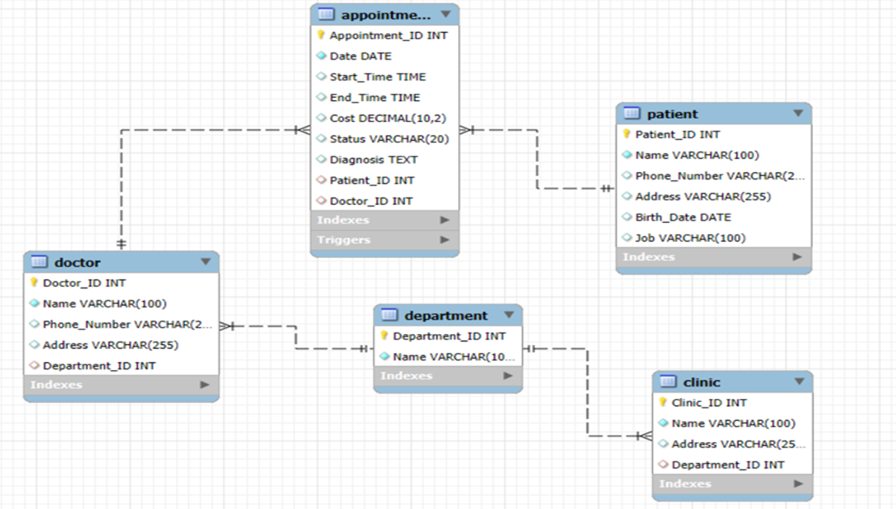 appointme...
Appointment_ID INT
Date DATE
Start_Time TIME
End_Time TIME
Cost DECIMAL(10,2)
Status VARCHAR(20)
Diagnosis TEXT
Patient_ID INT
Doctor_ID INT
Indexes
Triggers
patient
Patient_ID INT
Name VARCHAR(100)
Phone_Number VARCHAR(2...
Address VARCHAR(255)
Birth_Date DATE
Job VARCHAR(100)
Indexes
doctor
Doctor_ID INT
Name VARCHAR(100)
Phone_Number VARCHAR(2...
Address VARCHAR(255)
Department_ID INT
Indexes
department
Department_ID INT
Name VARCHAR(10...
Indexes
clinic
Clinic_ID INT
Name VARCHAR(100)
Address VARCHAR(25...
Department_ID INT
Indexes